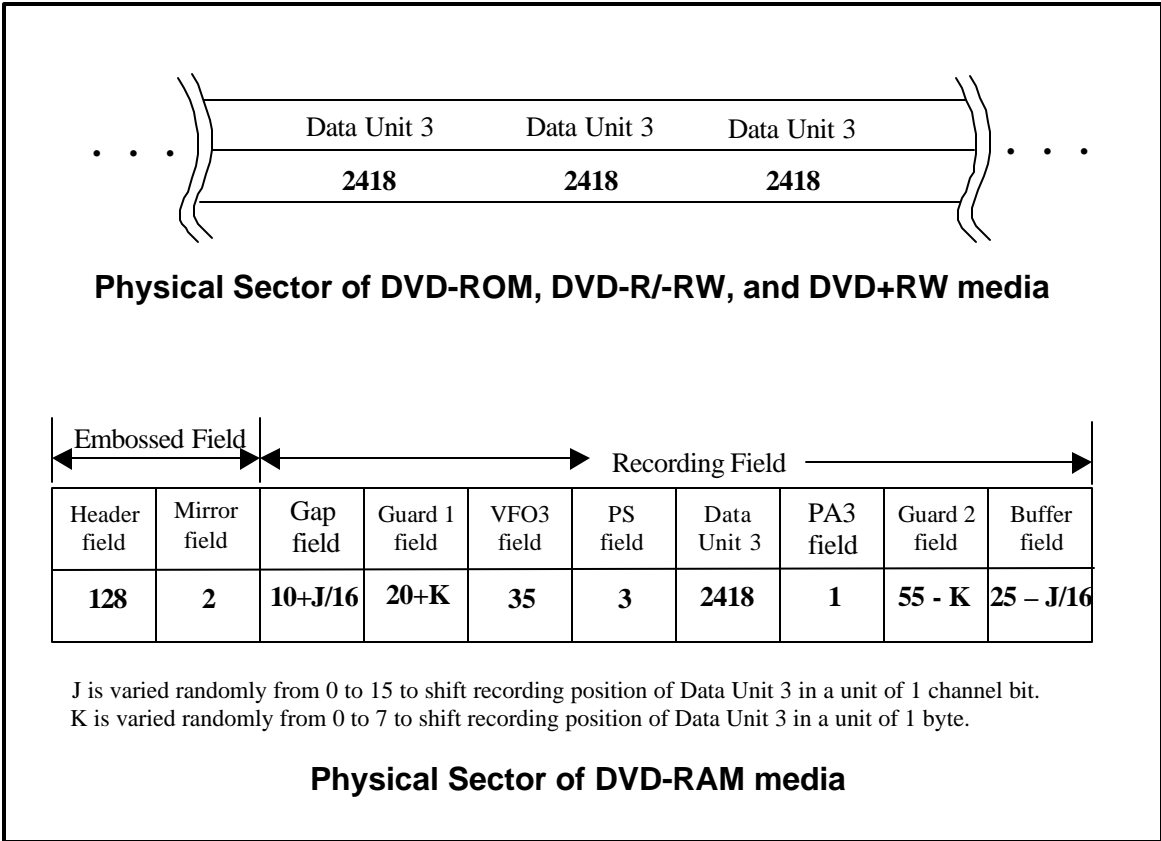 Data Unit 3 Data Unit 3 Data Unit 3
. . . . . .
2418 2418 2418
Physical Sector of DVD-ROM, DVD-R/-RW, and DVD+RW media
Embossed Field
Recording Field
Header field
Mirror field
Gap field
Guard 1 field
VFO3 field
PS field
Data Unit 3
PA3 field
Guard 2 field
Buffer field
128 2 10+J/16 20+K 35 3 2418 1 55 - K 25 – J/16
J is varied randomly from 0 to 15 to shift recording position of Data Unit 3 in a unit of 1 channel bit.
K is varied randomly from 0 to 7 to shift recording position of Data Unit 3 in a unit of 1 byte.
Physical Sector of DVD-RAM media